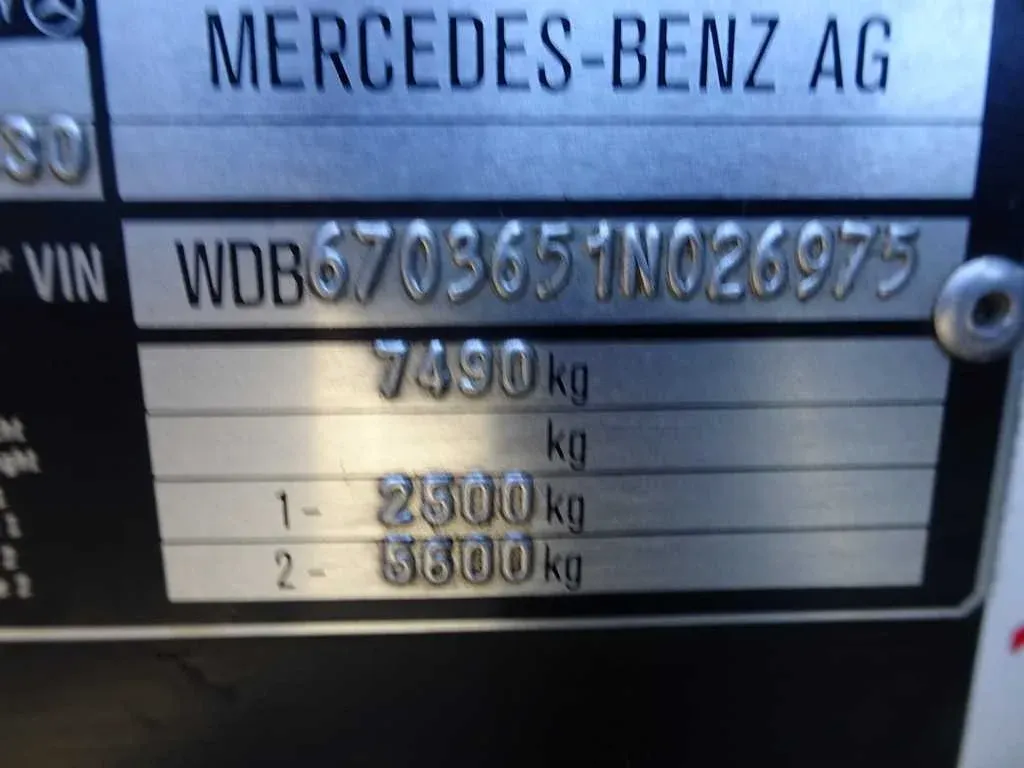 MERCEDES-BENZ AG
VIN WDB6703651N026975
7490 kg
kg
1- 2500 kg
2- 5600 kg